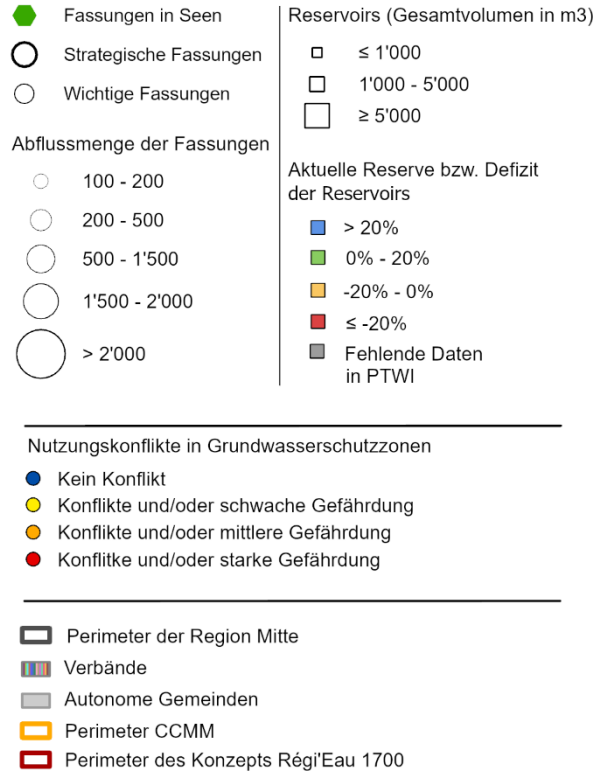 Fassungen in Seen
Strategische Fassungen
Wichtige Fassungen
Abflussmenge der Fassungen
100 - 200
200 - 500
500 - 1'500
1'500 - 2'000
> 2'000
Reservoirs (Gesamtvolumen in m3)
≤ 1'000
1'000 - 5'000
≥ 5'000
Aktuelle Reserve bzw. Defizit
der Reservoirs
> 20%
0% - 20%
-20% - 0%
≤ -20%
Fehlende Daten
in PTWI
Nutzungskonflikte in Grundwasserschutzzonen
Kein Konflikt
Konflikte und/oder schwache Gefährdung
Konflikte und/oder mittlere Gefährdung
Konflitke und/oder starke Gefährdung
Perimeter der Region Mitte
Verbände
Autonome Gemeinden
Perimeter CCMM
Perimeter des Konzepts Régi'Eau 1700